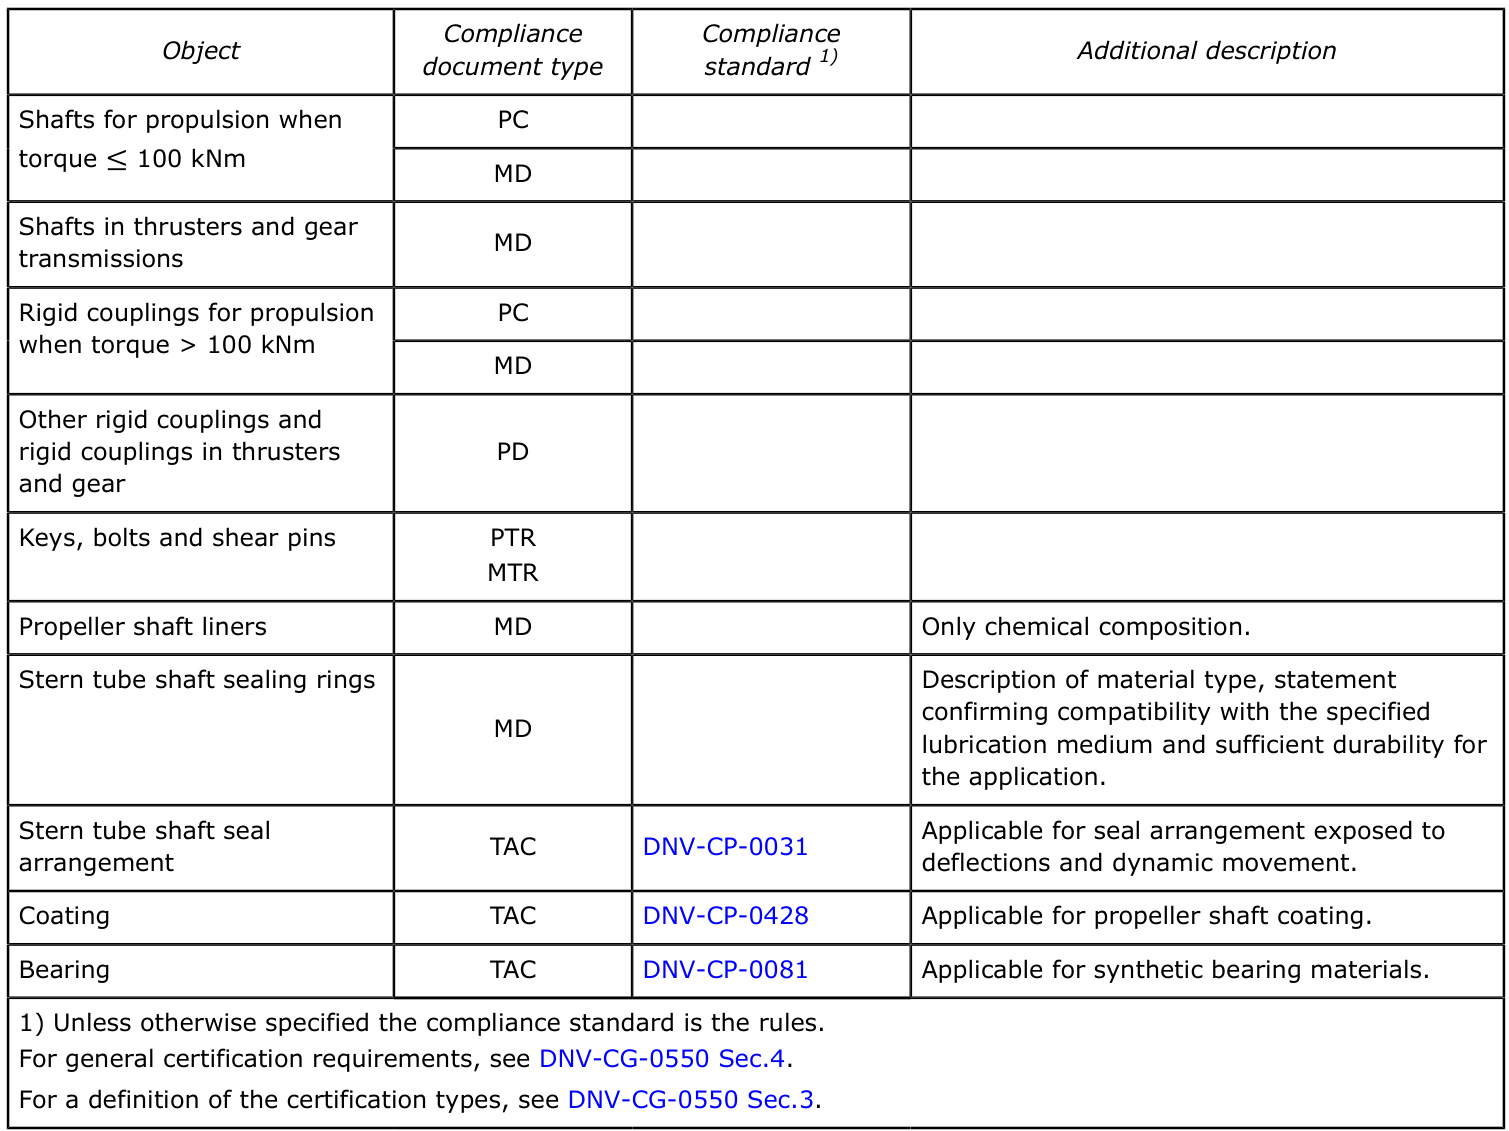 Object
Compliance
document type
Compliance
standard 1)
Additional description
Shafts for propulsion when
torque ≤ 100 kNm
PC
MD
Shafts in thrusters and gear
transmissions
MD
Rigid couplings for propulsion
when torque > 100 kNm
PC
MD
Other rigid couplings and
rigid couplings in thrusters
and gear
PD
Keys, bolts and shear pins
PTR
MTR
Propeller shaft liners
MD
Only chemical composition.
Stern tube shaft sealing rings
MD
Description of material type, statement
confirming compatibility with the specified
lubrication medium and sufficient durability for
the application.
Stern tube shaft seal
arrangement
TAC
DNV-CP-0031
Applicable for seal arrangement exposed to
deflections and dynamic movement.
Coating
TAC
DNV-CP-0428
Applicable for propeller shaft coating.
Bearing
TAC
DNV-CP-0081
Applicable for synthetic bearing materials.
1) Unless otherwise specified the compliance standard is the rules.
For general certification requirements, see DNV-CG-0550 Sec.4.
For a definition of the certification types, see DNV-CG-0550 Sec.3.